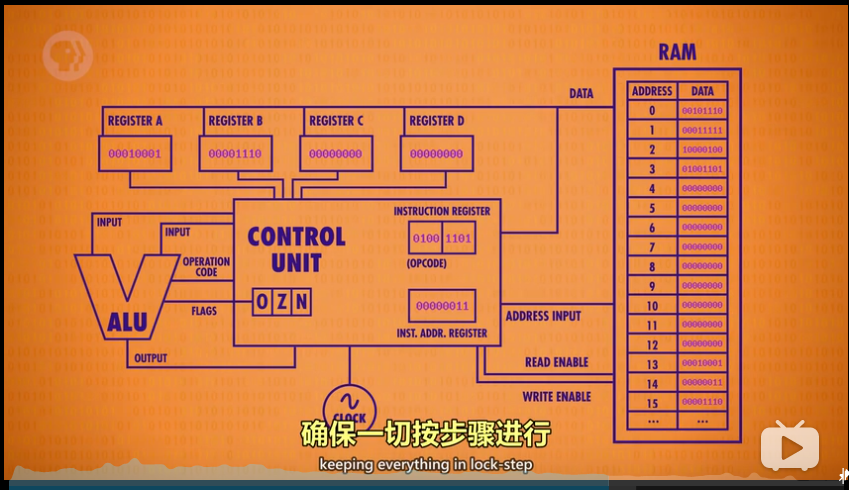 RAM
DATA
ADDRESS DATA
0 00101110
1 00011111
2 10000100
3 01001101
4 00000000
5 00000000
6 00000000
7 00000000
8 00000000
9 00000000
10 00000000
11 00000000
12 00000000
13 00010001
14 00000011
15 00001110
... ...
REGISTER A
00010001
REGISTER B
00001110
REGISTER C
00000000
REGISTER D
00000000
INPUT
INPUT
OPERATION
CODE
FLAGS
ALU
OUTPUT
CONTROL
UNIT
O Z N
INSTRUCTION REGISTER
0100 1101
(OPCODE)
00000011
INST. ADDR. REGISTER
ADDRESS INPUT
READ ENABLE
WRITE ENABLE
CLOCK
确保一切按步骤进行
keeping everything in lock-step